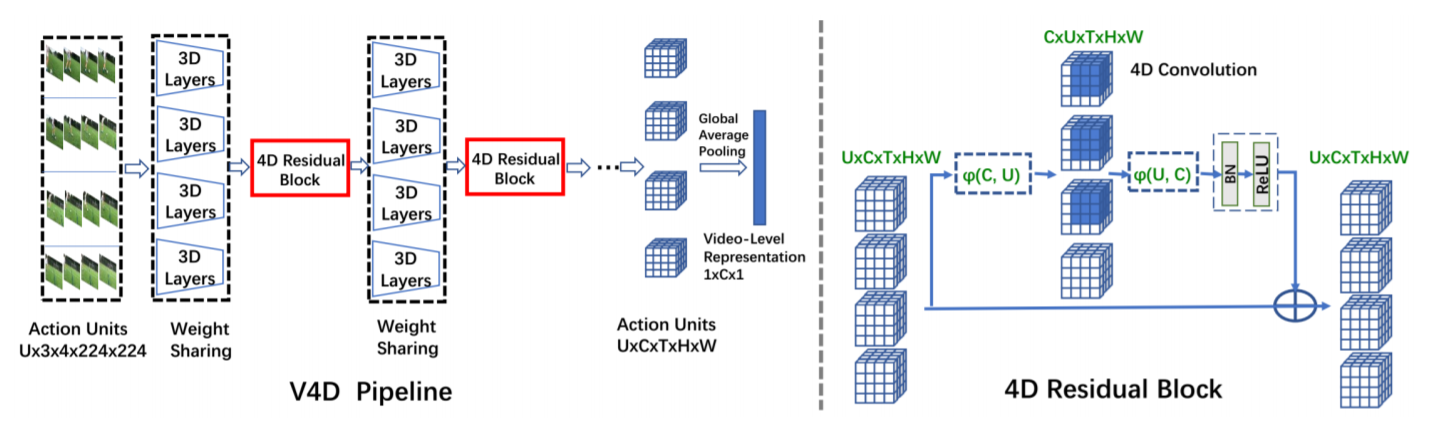 3D
Layers
3D
Layers
3D
Layers
3D
Layers
4D Residual
Block
3D
Layers
3D
Layers
3D
Layers
3D
Layers
4D Residual
Block
...
Global
Average
Pooling
Video-Level
Representation
1xCx1
Action Units
Ux3x4x224x224
Weight
Sharing
Weight
Sharing
Action Units
UxCxTxHxW
V4D Pipeline
CxUxTxHxW
4D Convolution
UxCxTxHxW
φ(C, U)
φ(U, C)
BN
ReLU
UxCxTxHxW
4D Residual Block